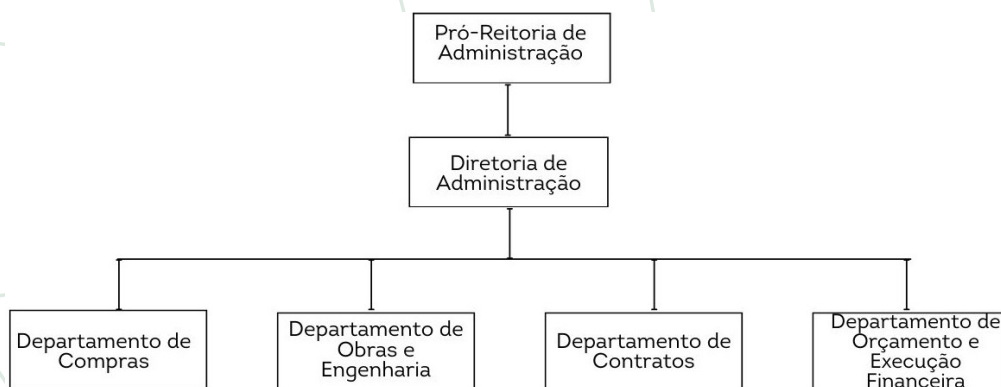 Pró-Reitoria de
Administração
Diretoria de
Administração
Departamento de
Compras
Departamento de
Obras e
Engenharia
Departamento de
Contratos
Departamento de
Orçamento e
Execução
Financeira